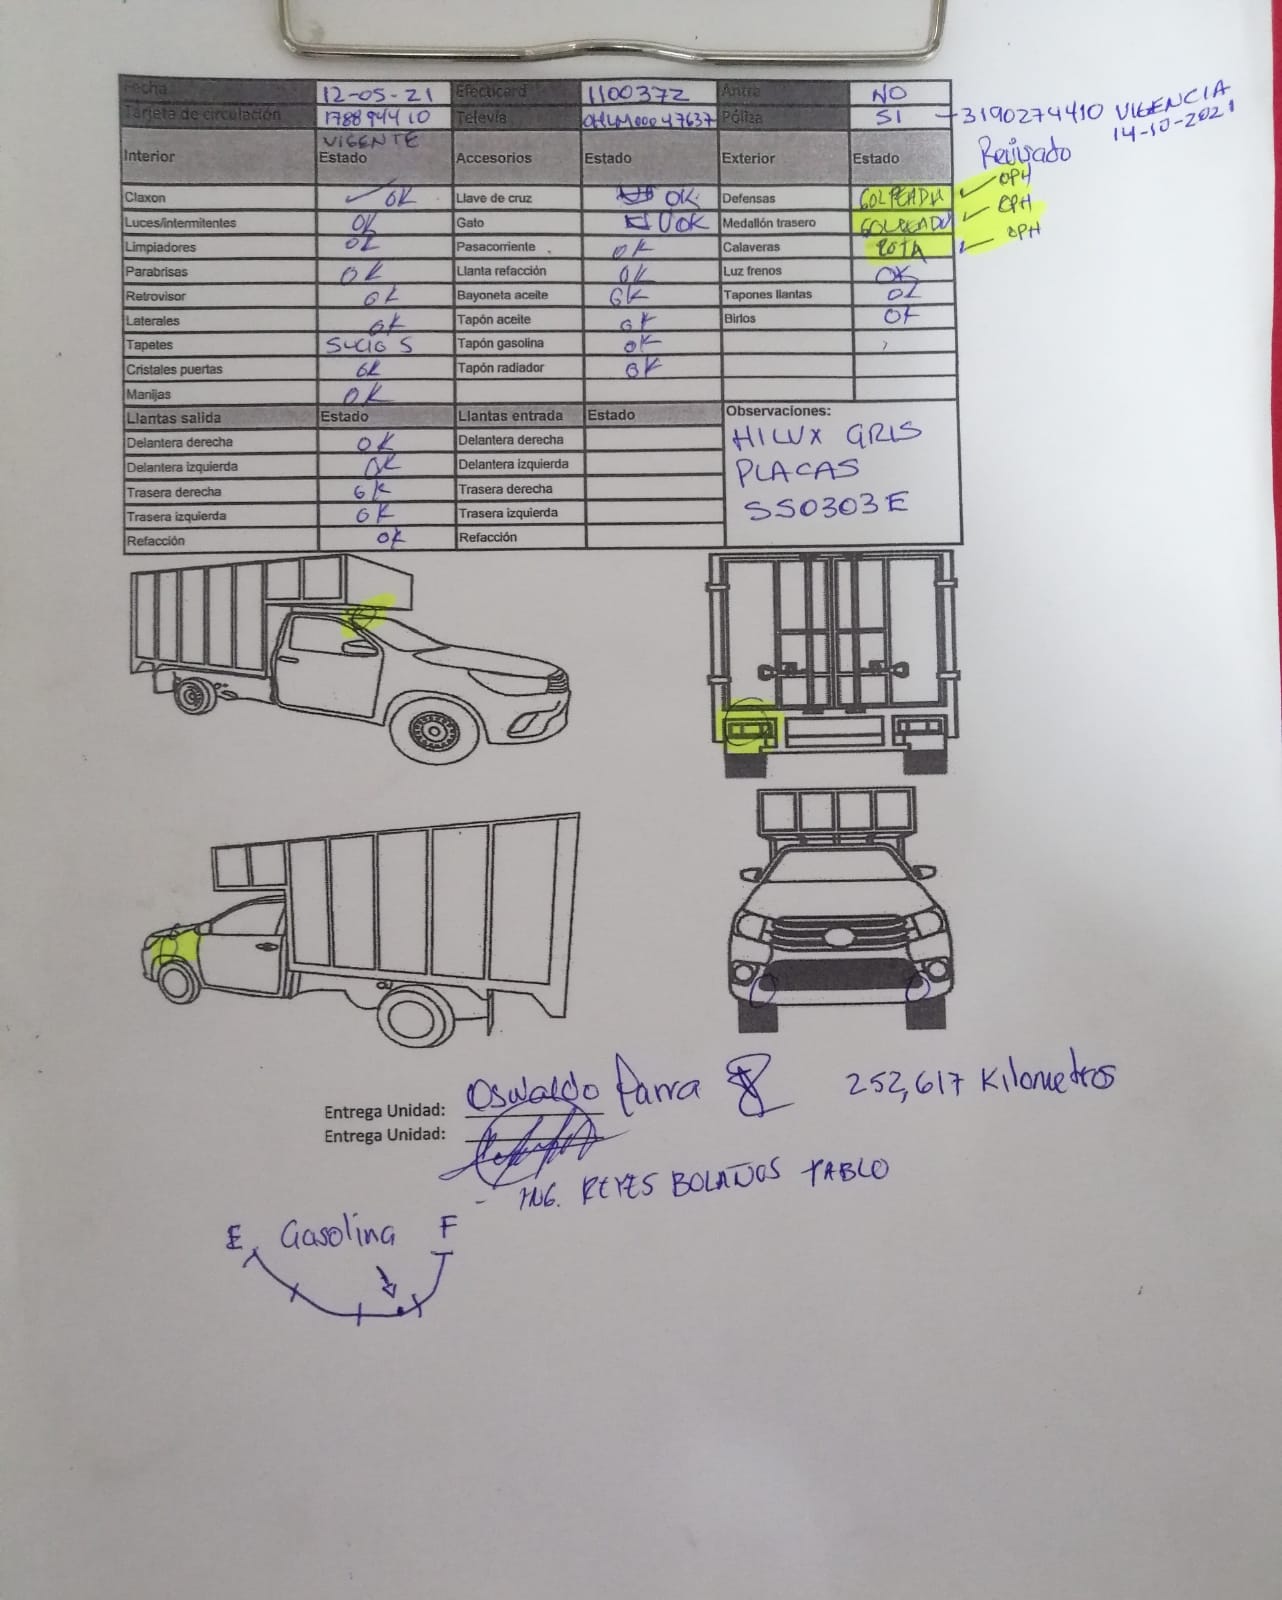 Fecha 12-05-21 Efecticard 1100372 Antra NO
Tarjeta de circulación 178894410 Televía Póliza SI - 3190274410 VIGENCIA
14-10-2021
VIGENTE
Interior Estado Accesorios Estado Exterior Estado Revisado
Claxon OK Llave de cruz OK Defensas GOLPEADA OPH
Luces/intermitentes OK Gato OK Medallón trasero GOLPEADO OPH
Limpiadores OK Pasacorriente OK Calaveras ROTA OPH
Parabrisas OK Llanta refacción OK Luz frenos OK
Retrovisor OK Bayoneta aceite OK Tapones llantas OK
Laterales OK Tapón aceite OK Birlos OK
Tapetes SUCIOS Tapón gasolina OK
Cristales puertas OK Tapón radiador OK
Manijas OK
Llantas salida Estado Llantas entrada Estado Observaciones:
Delantera derecha OK Delantera derecha HILUX GRIS
Delantera izquierda OK Delantera izquierda PLACAS
Trasera derecha OK Trasera derecha SS0303E
Trasera izquierda OK Trasera izquierda
Refacción OK Refacción
Entrega Unidad: Oswaldo Parra 252,617 Kilometros
Entrega Unidad:
- ING. REYES BOLAÑOS PABLO
E Gasolina F